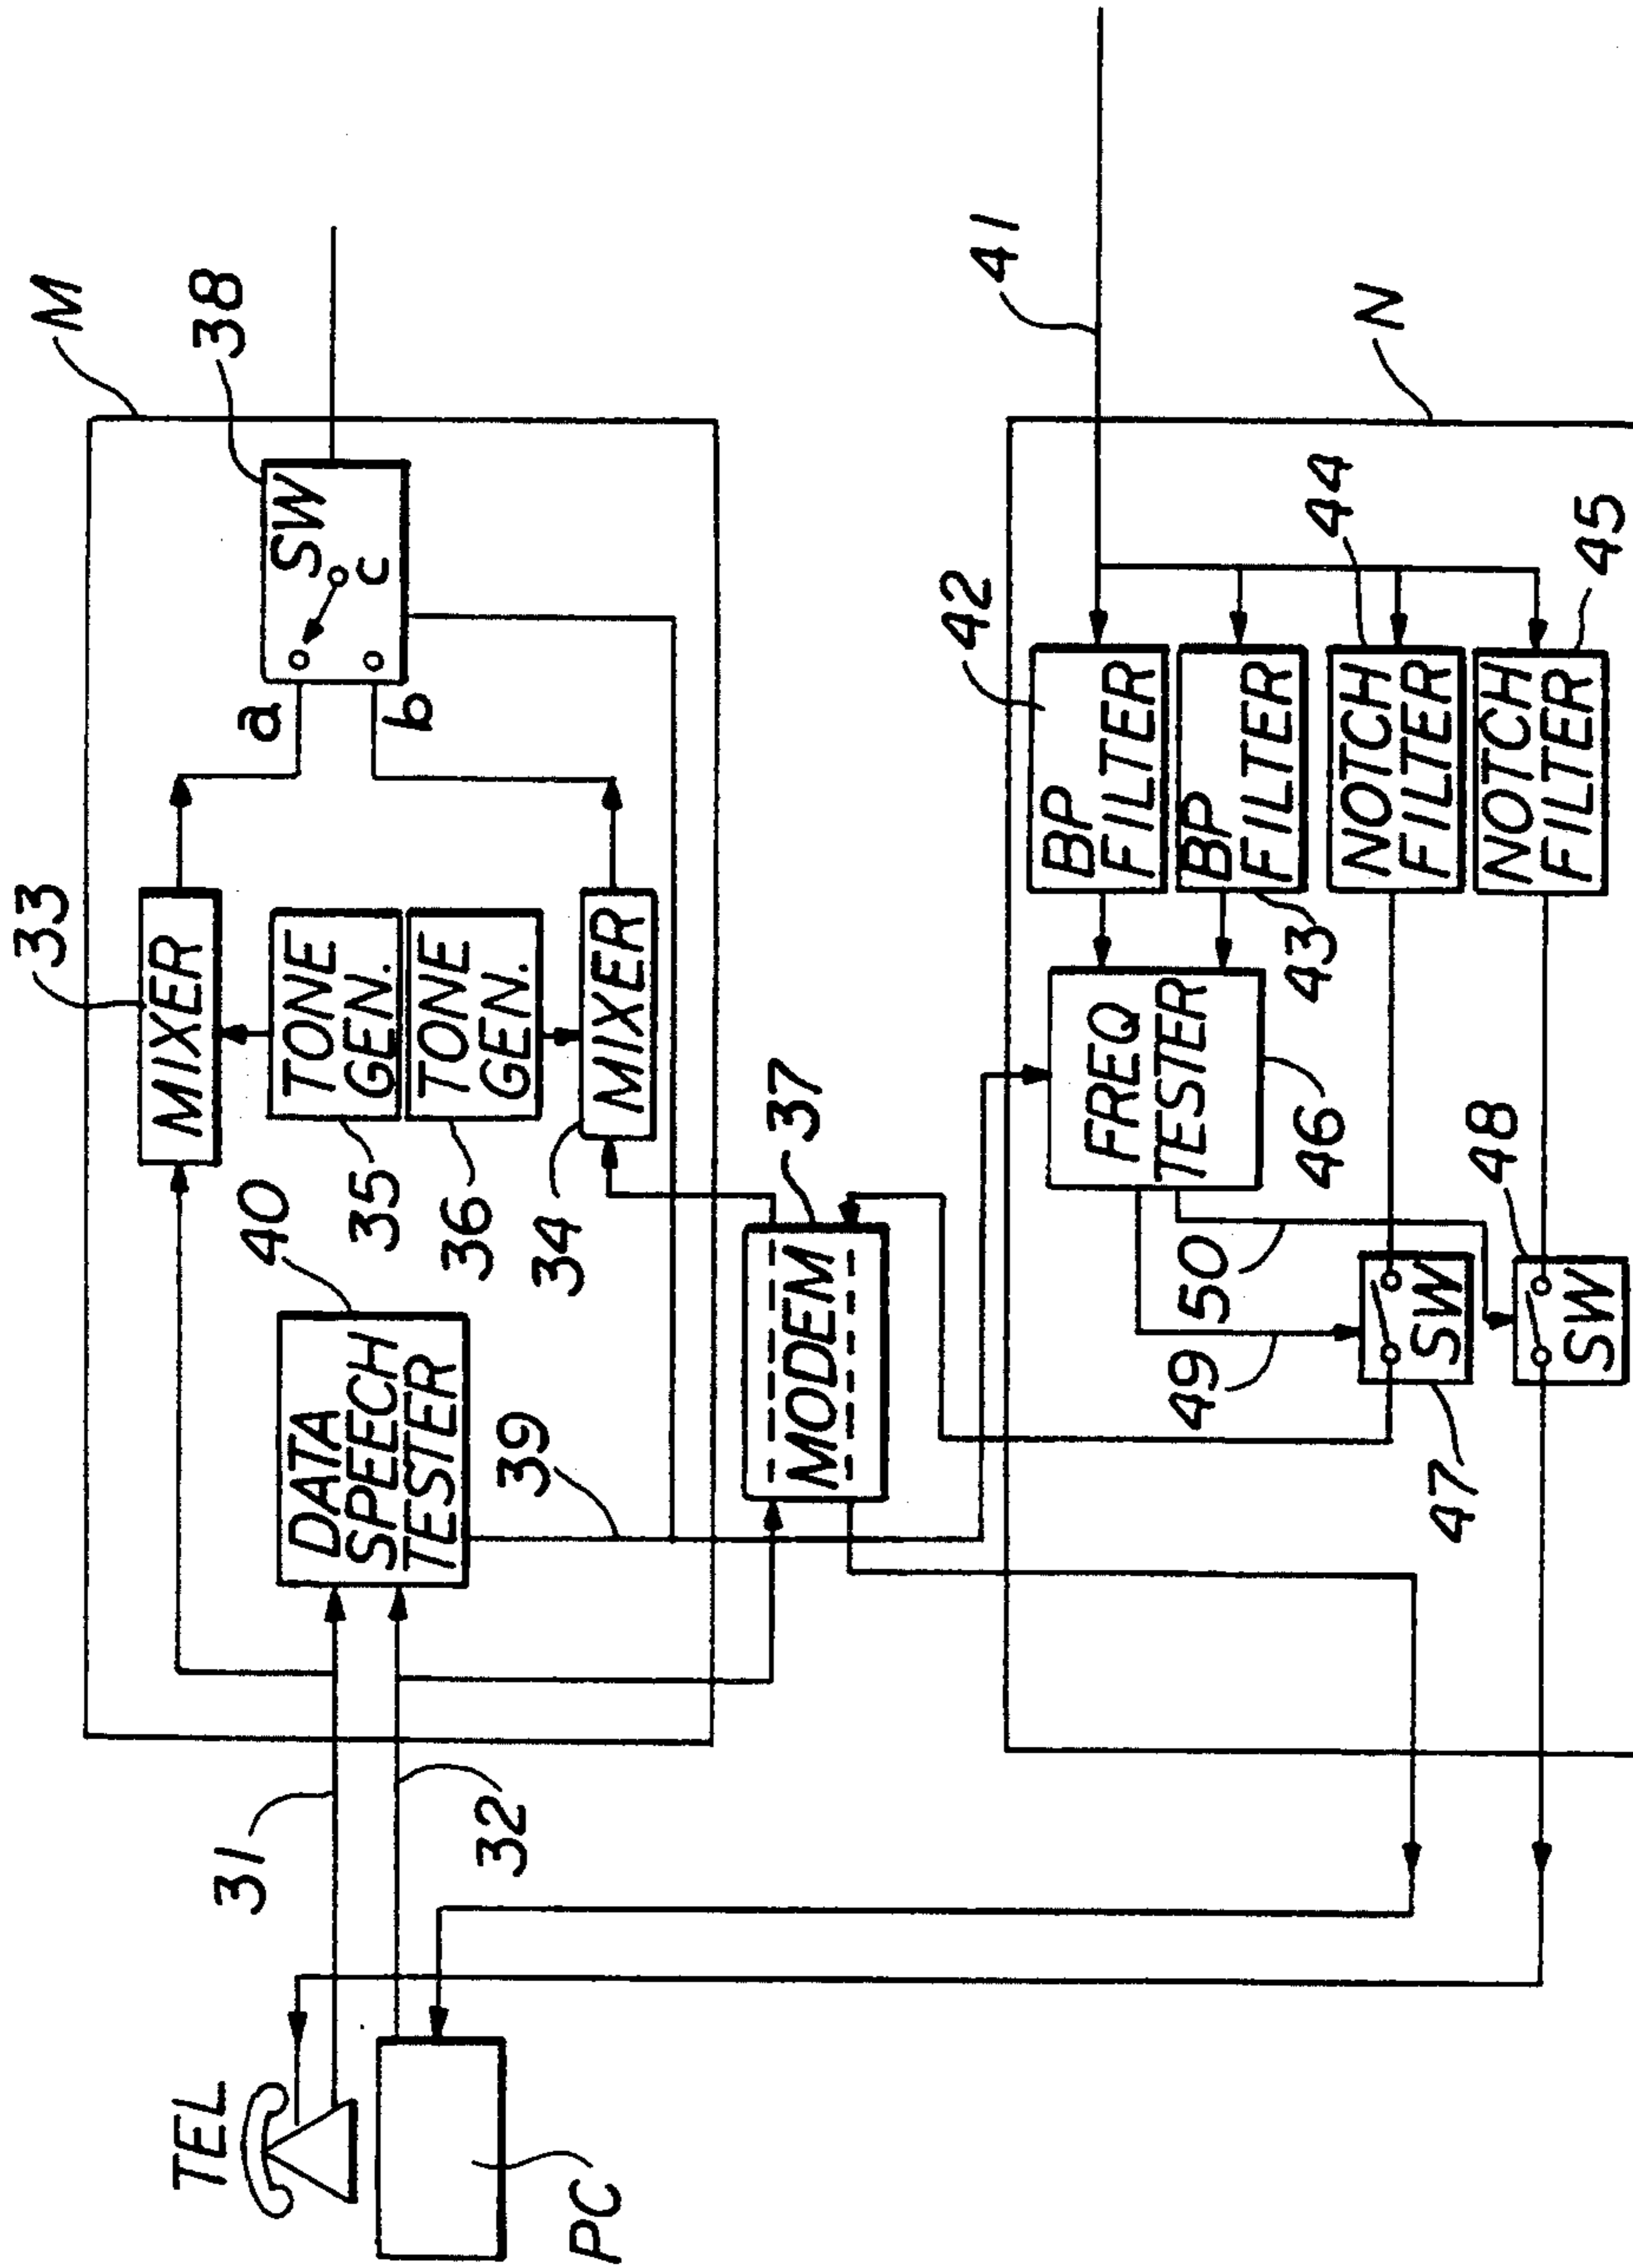 M
38
SW
c
a
b
33
MIXER
TONE
GEN.
35
TONE
GEN.
36
MIXER
34
DATA
SPEECH
TESTER
40
39
31
32
TEL
PC
MODEM
37
41
N
42
BP
FILTER
BP
FILTER
43
NOTCH
FILTER
44
NOTCH
FILTER
45
FREQ
TESTER
46
49
50
SW
47
SW
48